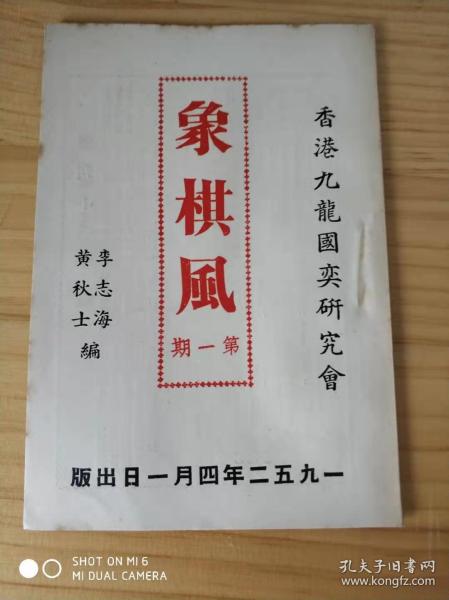 香港九龍國奕研究會
象棋風
第一期
李志海
黄秋士編
一九五二年四月一日出版
SHOT ON MI 6
MI DUAL CAMERA
孔夫子旧书网
www.kongfz.com